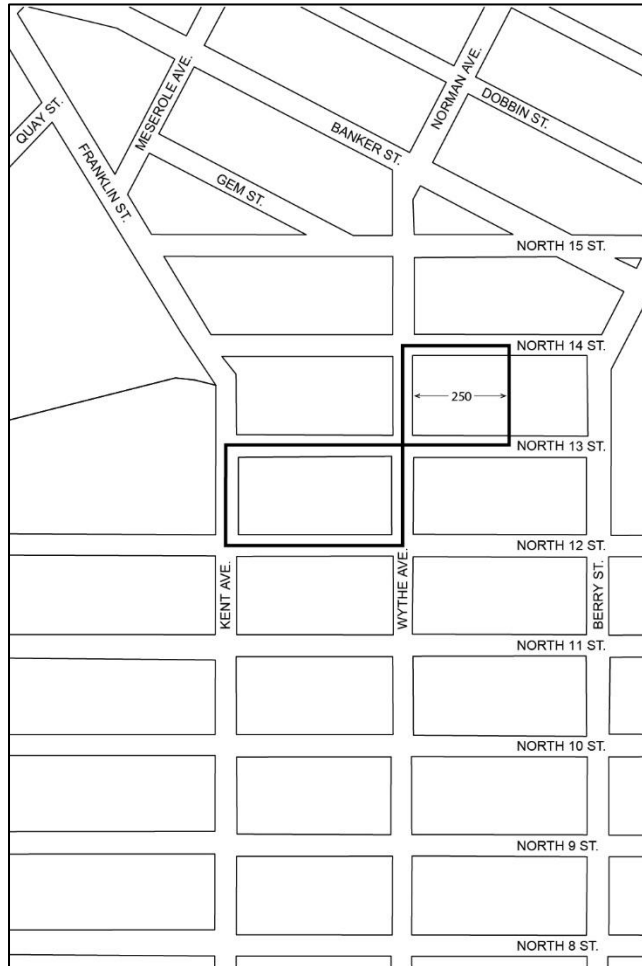 MESEROLE AVE.
NORMAN AVE.
DOBBIN ST.
QUAY ST.
BANKER ST.
FRANKLIN ST.
GEM ST.
NORTH 15 ST.
NORTH 14 ST.
250
NORTH 13 ST.
NORTH 12 ST.
KENT AVE.
WYTHE AVE.
BERRY ST.
NORTH 11 ST.
NORTH 10 ST.
NORTH 9 ST.
NORTH 8 ST.